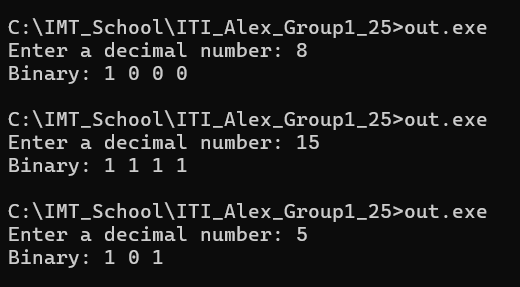 C:\IMT_School\ITI_Alex_Group1_25>out.exe
Enter a decimal number: 8
Binary: 1 0 0 0
C:\IMT_School\ITI_Alex_Group1_25>out.exe
Enter a decimal number: 15
Binary: 1 1 1 1
C:\IMT_School\ITI_Alex_Group1_25>out.exe
Enter a decimal number: 5
Binary: 1 0 1